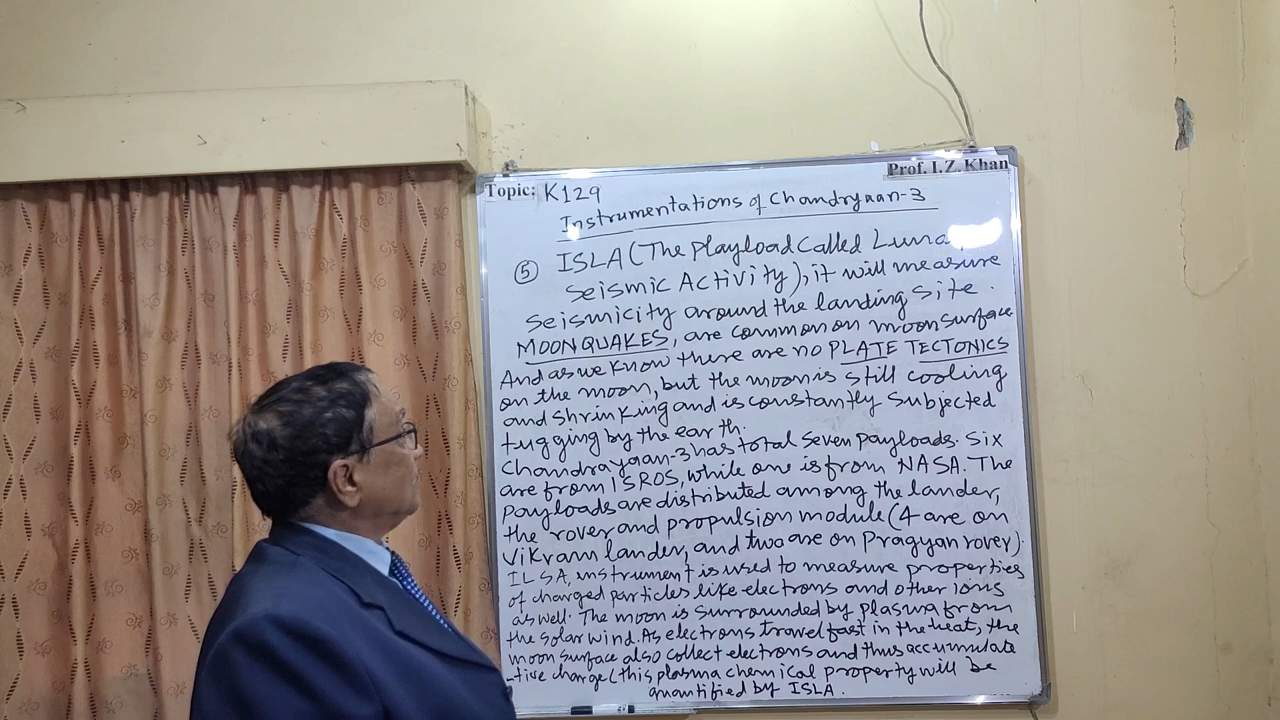 Prof. I.Z. Khan
Topic: K129
Instrumentations of Chandryaan-3
⑤ ISLA (The Playload Called Luna
Seismic Activity), it will measure
Seismicity around the landing Site.
MOONQUAKES, are common on moon surface
And as we know there are no PLATE TECTONICS
on the moon, but the moon is still cooling
and shrinking and is constantly subjected
tugging by the earth.
Chandrayaan-3 has total seven payloads. Six
are from ISROS, while one is from NASA. The
payloads are distributed among the lander,
the rover and propulsion module (4 are on
Vikram lander, and two are on Pragyan rover).
ILSA, instrument is used to measure properties
of charged particles like electrons and other ions
as well. The moon is surrounded by plasma from
the solar wind. As electrons travel fast in the heat, the
moon surface also collect electrons and thus accumulate
-tive charge (this plasma chemical property will be
quantified by ISLA.